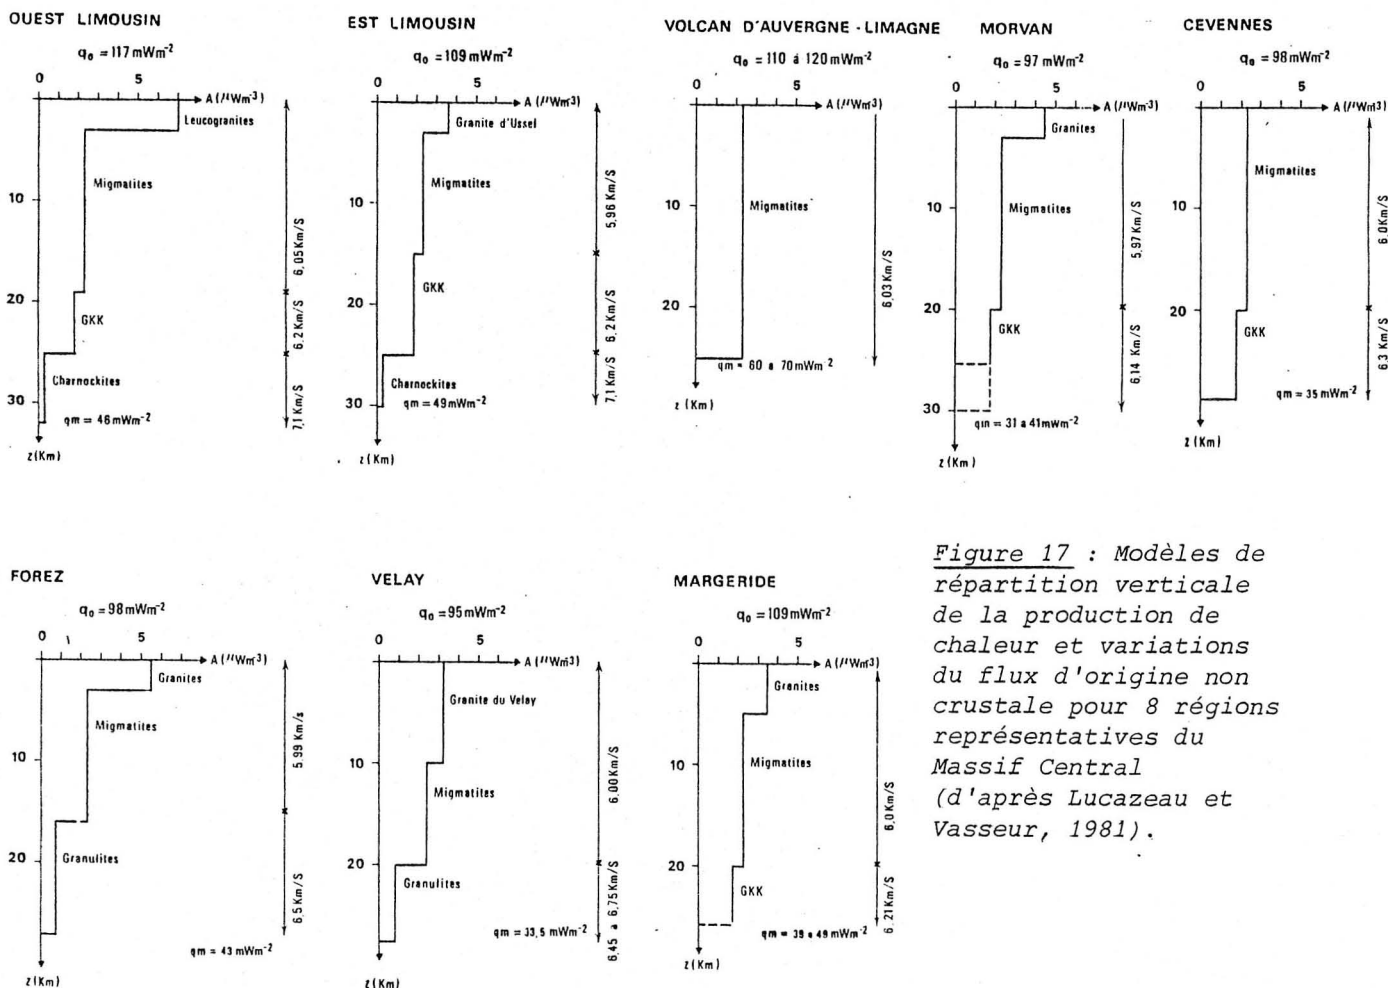 OUEST LIMOUSIN
q₀ = 117 mWm⁻²
0 5
A (µWm⁻³)
Leucogranites
Migmatites
10
20
GKK
Charnockites
30
qm = 46 mWm⁻²
z (Km)
6,05 Km/S
6,2 Km/S
7,1 Km/S
EST LIMOUSIN
q₀ = 109 mWm⁻²
0 5
A (µWm⁻³)
Granite d'Ussel
Migmatites
10
20
GKK
Charnockites
30
qm = 49 mWm⁻²
z (Km)
5,96 Km/S
6,2 Km/S
7,1 Km/S
VOLCAN D'AUVERGNE - LIMAGNE
q₀ = 110 á 120 mWm⁻²
0 5
A (µWm⁻³)
Migmatites
10
20
qm = 60 a 70 mWm⁻²
z (Km)
6,03 Km/S
MORVAN
q₀ = 97 mWm⁻²
0 5
A (µWm⁻³)
Granites
Migmatites
10
20
GKK
30
qm = 31 a 41 mWm⁻²
z (Km)
5,97 Km/S
6,14 Km/S
CEVENNES
q₀ = 98 mWm⁻²
0 5
A (µWm⁻³)
Migmatites
10
20
GKK
qm = 35 mWm⁻²
z (Km)
6,0 Km/S
6,3 Km/S
FOREZ
q₀ = 98 mWm⁻²
0 5
A (µWm⁻³)
Granites
Migmatites
10
20
Granulites
qm = 43 mWm⁻²
z (Km)
5,99 Km/s
6,5 Km/S
VELAY
q₀ = 95 mWm⁻²
0 5
A (µWm⁻³)
Granite du Velay
10
Migmatites
20
Granulites
qm = 33,5 mWm⁻²
z (Km)
6,00 Km/S
6,45 a 6,75 Km/S
MARGERIDE
q₀ = 109 mWm⁻²
0 5
A (µWm⁻³)
Granites
10
Migmatites
20
GKK
qm = 39 a 49 mWm⁻²
z (Km)
6,0 Km/S
6,21 Km/S
Figure 17 : Modèles de
répartition verticale
de la production de
chaleur et variations
du flux d'origine non
crustale pour 8 régions
représentatives du
Massif Central
(d'après Lucazeau et
Vasseur, 1981).